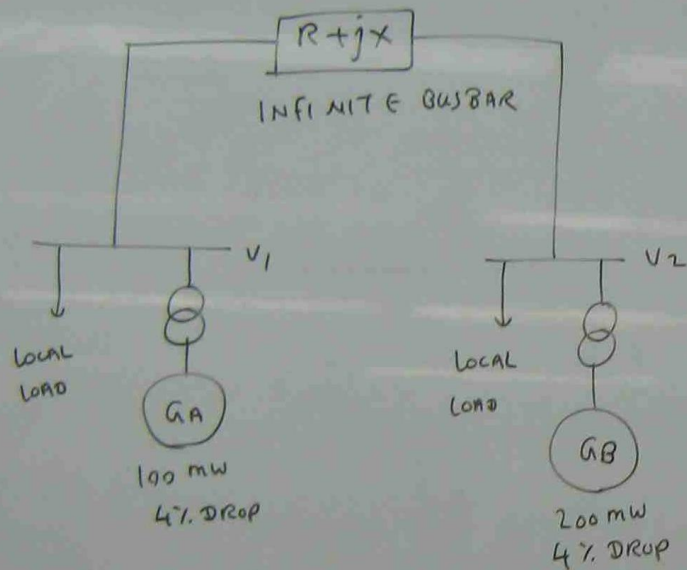 R+jX
INFINITE BUSBAR
V1
V2
LOCAL
LOAD
GA
100 MW
4% DROP
LOCAL
LOAD
GB
200 MW
4% DROP